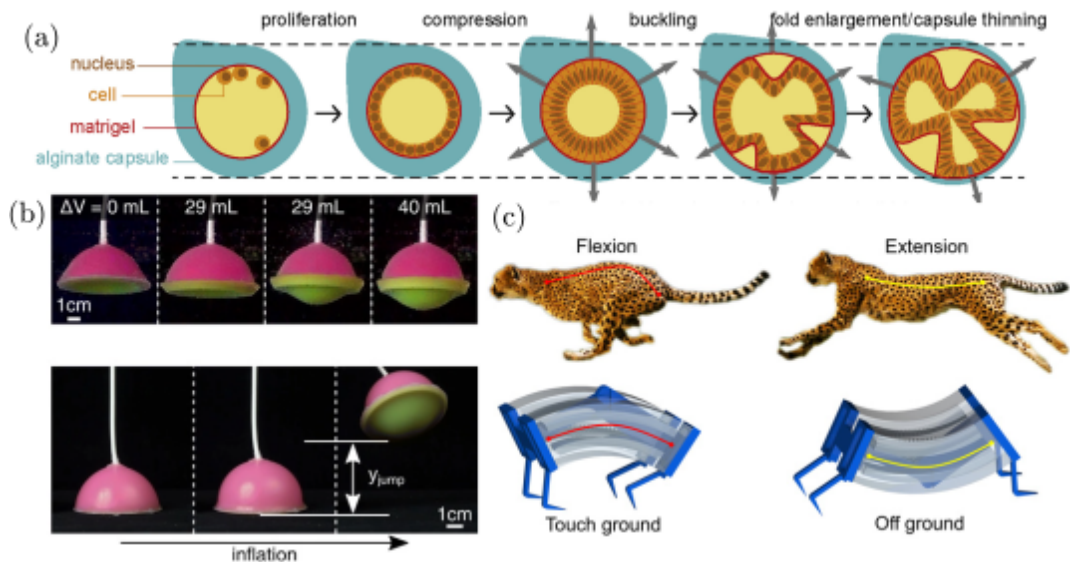 (a)
proliferation compression buckling fold enlargement/capsule thinning
nucleus
cell
matrigel
alginate capsule
(b)
ΔV = 0 mL 29 mL 29 mL 40 mL
1cm
y_jump
1cm
inflation
(c)
Flexion Extension
Touch ground Off ground